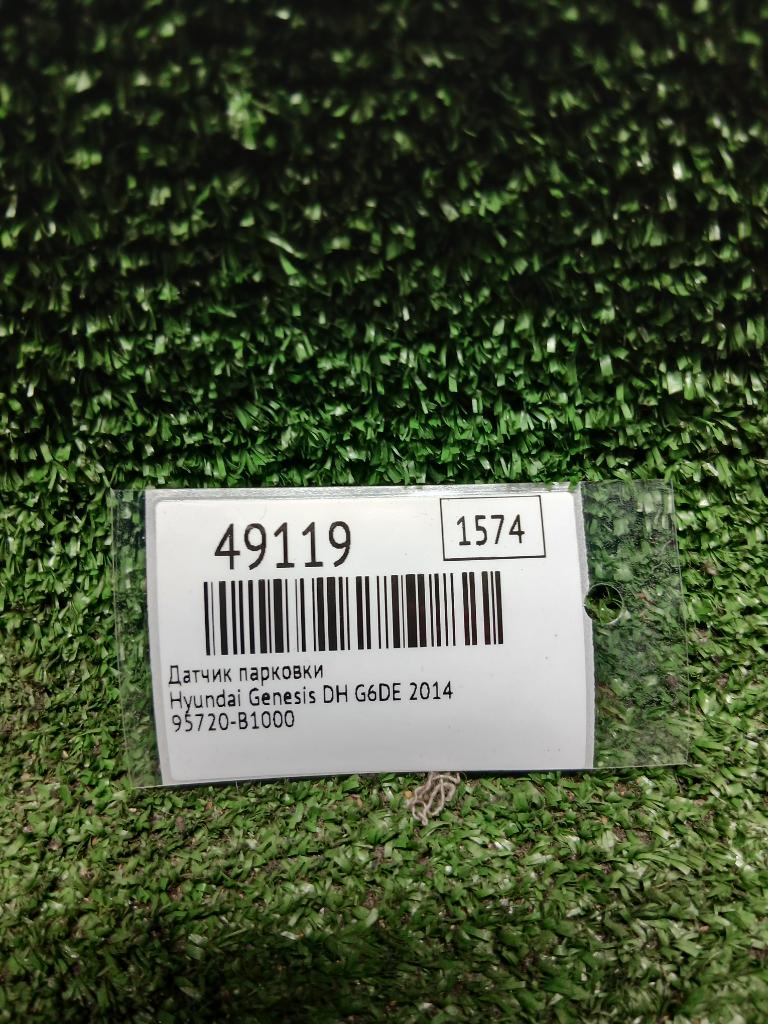 49119
1574
Датчик парковки
Hyundai Genesis DH G6DE 2014
95720-B1000